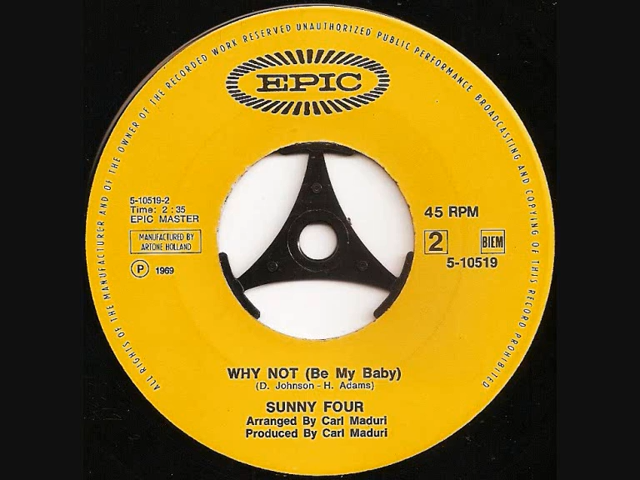 ALL RIGHTS OF THE MANUFACTURER AND OF THE OWNER OF THE RECORDED WORK RESERVED UNAUTHORIZED PUBLIC PERFORMANCE BROADCASTING AND COPYING OF THIS RECORD PROHIBITED
EPIC
5-10519-2
Time: 2 : 35
EPIC MASTER
MANUFACTURED BY
ARTONE HOLLAND
P 1969
45 RPM
2 BIEM
5-10519
WHY NOT (Be My Baby)
(D. Johnson - H. Adams)
SUNNY FOUR
Arranged By Carl Maduri
Produced By Carl Maduri